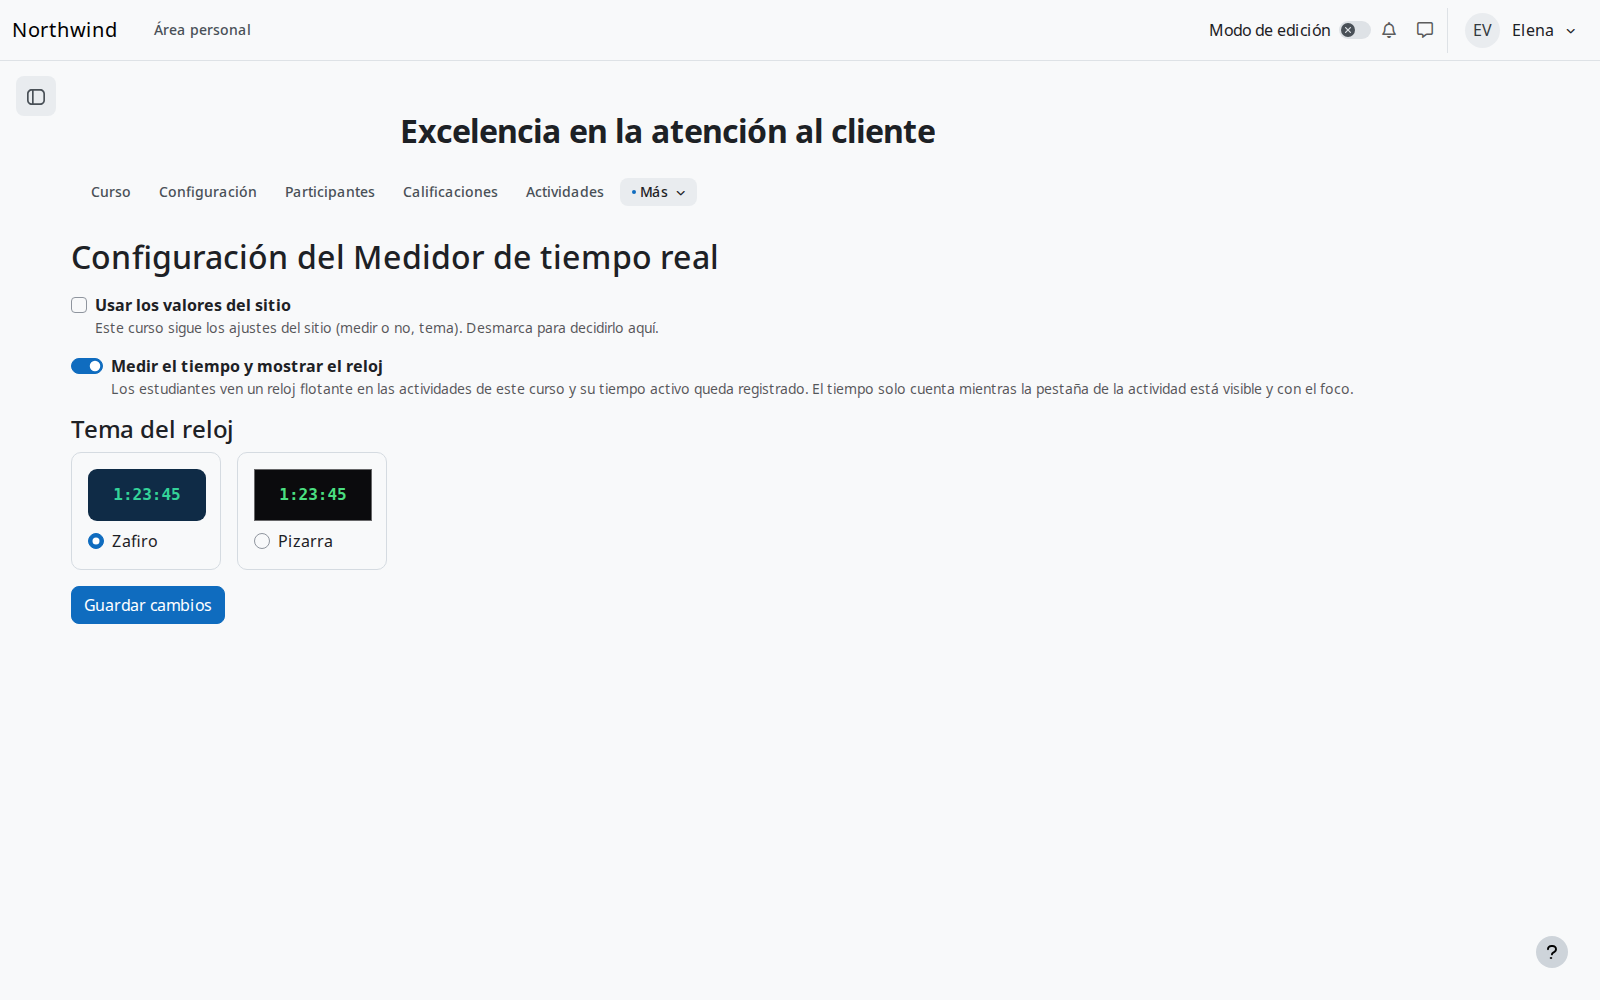 Northwind
Área personal
Modo de edición
EV
Elena
Excelencia en la atención al cliente
Curso
Configuración
Participantes
Calificaciones
Actividades
Más
Configuración del Medidor de tiempo real
Usar los valores del sitio
Este curso sigue los ajustes del sitio (medir o no, tema). Desmarca para decidirlo aquí.
Medir el tiempo y mostrar el reloj
Los estudiantes ven un reloj flotante en las actividades de este curso y su tiempo activo queda registrado. El tiempo solo cuenta mientras la pestaña de la actividad está visible y con el foco.
Tema del reloj
1:23:45
Zafiro
1:23:45
Pizarra
Guardar cambios
?